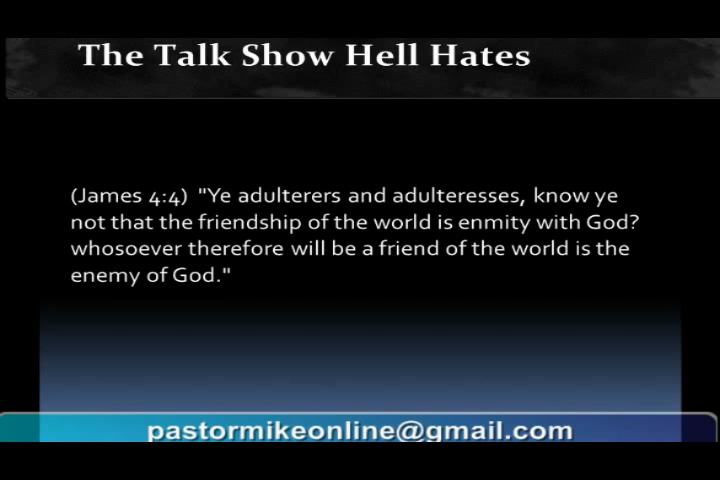 The Talk Show Hell Hates
(James 4:4) "Ye adulterers and adulteresses, know ye
not that the friendship of the world is enmity with God?
whosoever therefore will be a friend of the world is the
enemy of God."
pastormikeonline@gmail.com